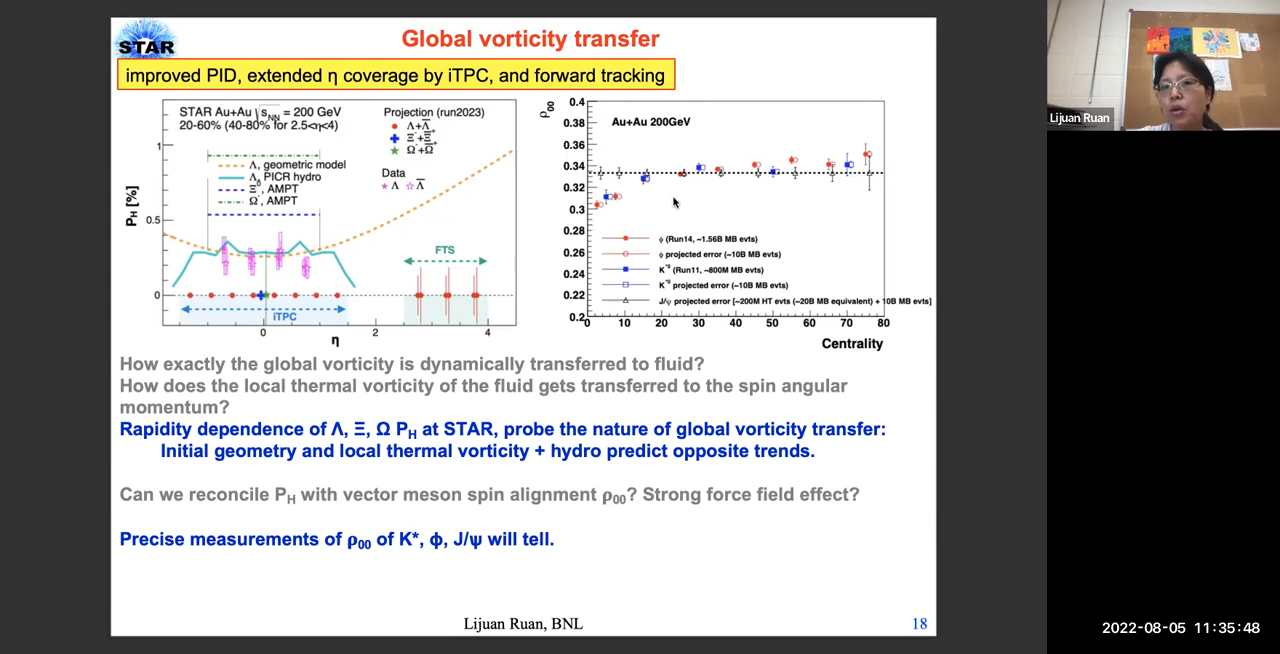 STAR
Global vorticity transfer
improved PID, extended η coverage by iTPC, and forward tracking
STAR Au+Au √s_NN = 200 GeV
20-60% (40-80% for 2.5<η<4)
Projection (run2023)
Λ+Λ̄
Ξ⁻+Ξ̄⁺
Ω⁻+Ω̄⁺
Λ, geometric model
Λ, PICR hydro
Ξ⁰, AMPT
Ω⁻, AMPT
Data
Λ Λ̄
P_H [%]
1
0.5
0
FTS
iTPC
0 2 4
η
ρ₀₀
Au+Au 200GeV
0.4
0.38
0.36
0.34
0.32
0.3
0.28
0.26
0.24
0.22
0.2
φ (Run14, ~1.56B MB evts)
φ projected error (~10B MB evts)
K*⁰ (Run11, ~800M MB evts)
K*⁰ projected error (~10B MB evts)
J/ψ projected error [~200M HT evts (~20B MB equivalent) + 10B MB evts]
0 10 20 30 40 50 60 70 80
Centrality
How exactly the global vorticity is dynamically transferred to fluid?
How does the local thermal vorticity of the fluid gets transferred to the spin angular
momentum?
Rapidity dependence of Λ, Ξ, Ω P_H at STAR, probe the nature of global vorticity transfer:
Initial geometry and local thermal vorticity + hydro predict opposite trends.
Can we reconcile P_H with vector meson spin alignment ρ₀₀? Strong force field effect?
Precise measurements of ρ₀₀ of K*, ϕ, J/ψ will tell.
Lijuan Ruan, BNL
18
Lijuan Ruan
2022-08-05 11:35:48